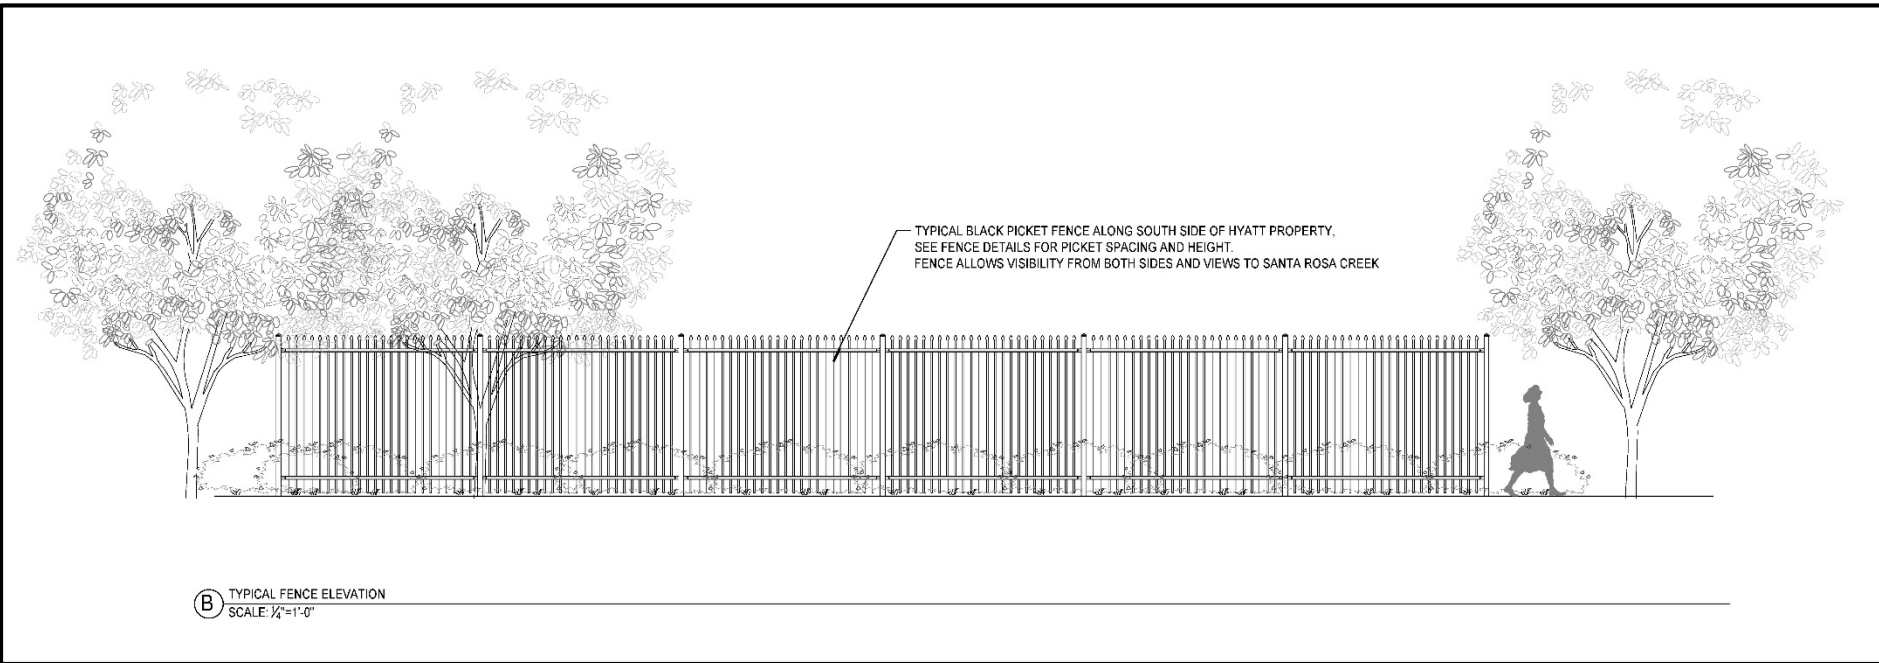 TYPICAL BLACK PICKET FENCE ALONG SOUTH SIDE OF HYATT PROPERTY,
SEE FENCE DETAILS FOR PICKET SPACING AND HEIGHT.
FENCE ALLOWS VISIBILITY FROM BOTH SIDES AND VIEWS TO SANTA ROSA CREEK
B TYPICAL FENCE ELEVATION
SCALE: ¼"=1'-0"